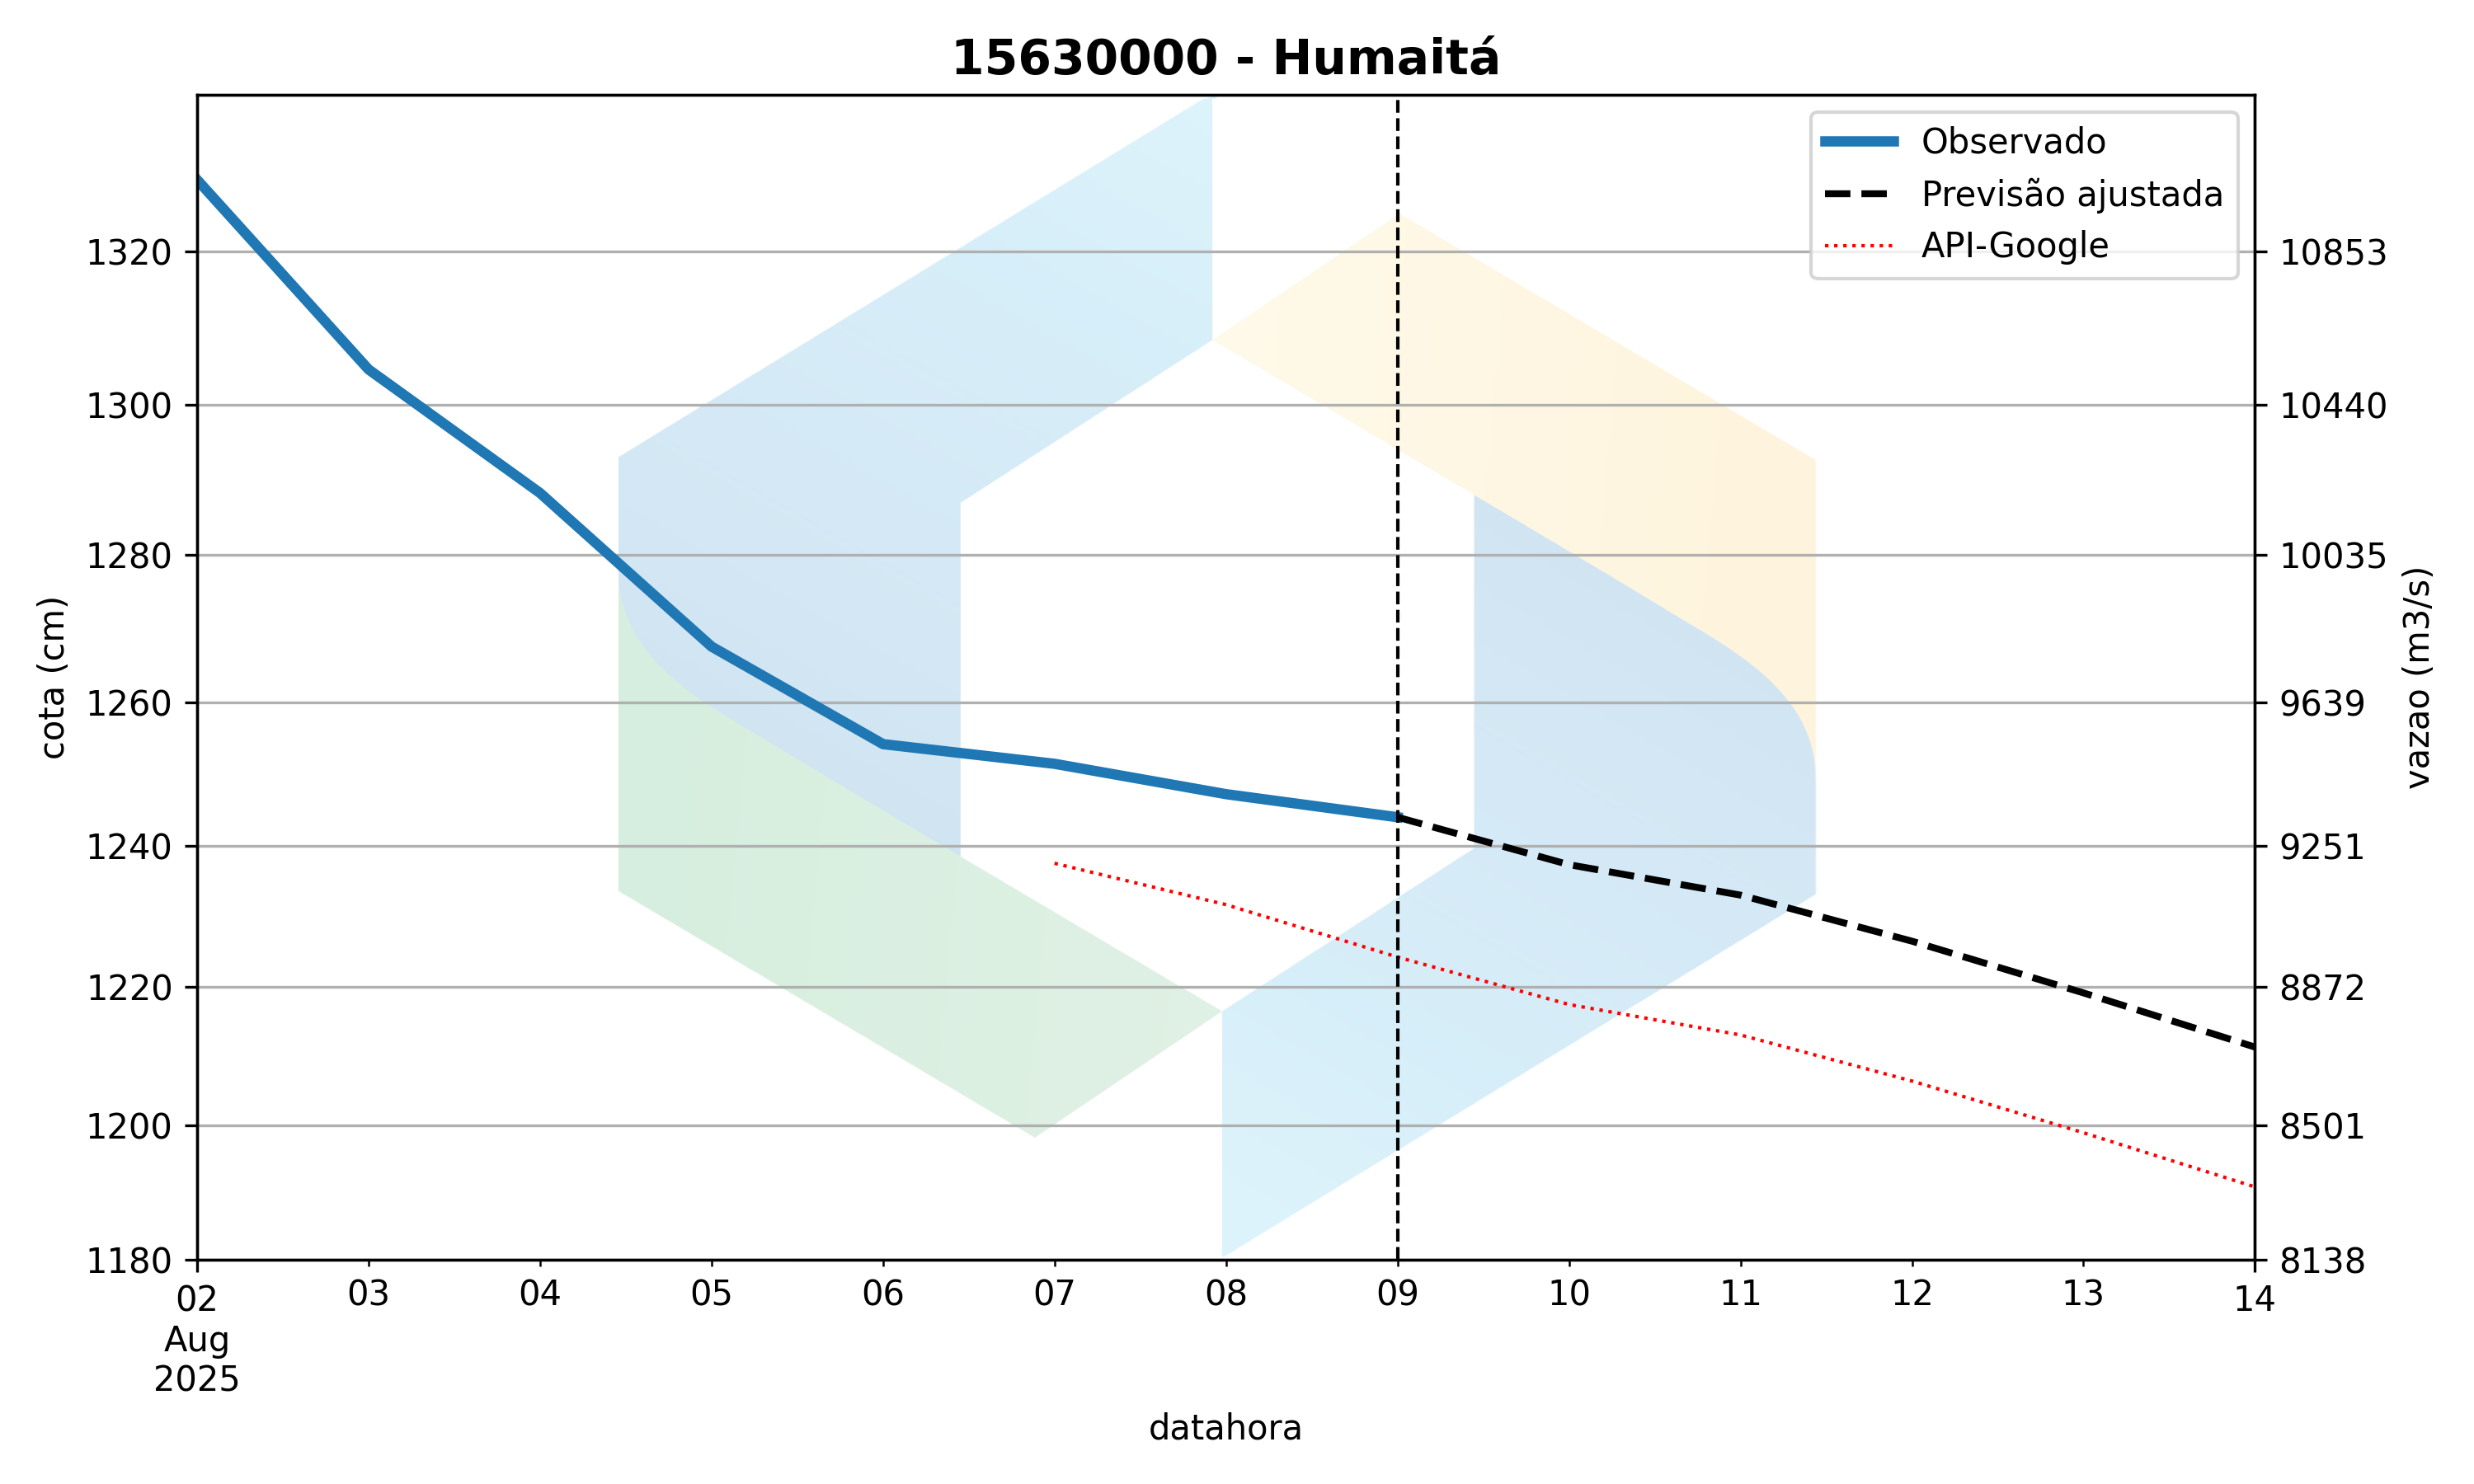 15630000 - Humaitá
Observado
Previsão ajustada
API-Google
1320
1300
1280
1260
1240
1220
1200
1180
cota (cm)
10853
10440
10035
9639
9251
8872
8501
8138
vazao (m3/s)
02 03 04 05 06 07 08 09 10 11 12 13 14
Aug
2025
datahora